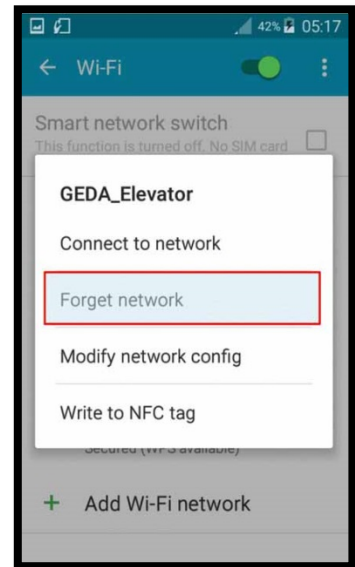 42% 05:17
Wi-Fi
Smart network switch
This function is turned off. No SIM card
GEDA_Elevator
Connect to network
Forget network
Modify network config
Write to NFC tag
Secured (WPS available)
+ Add Wi-Fi network